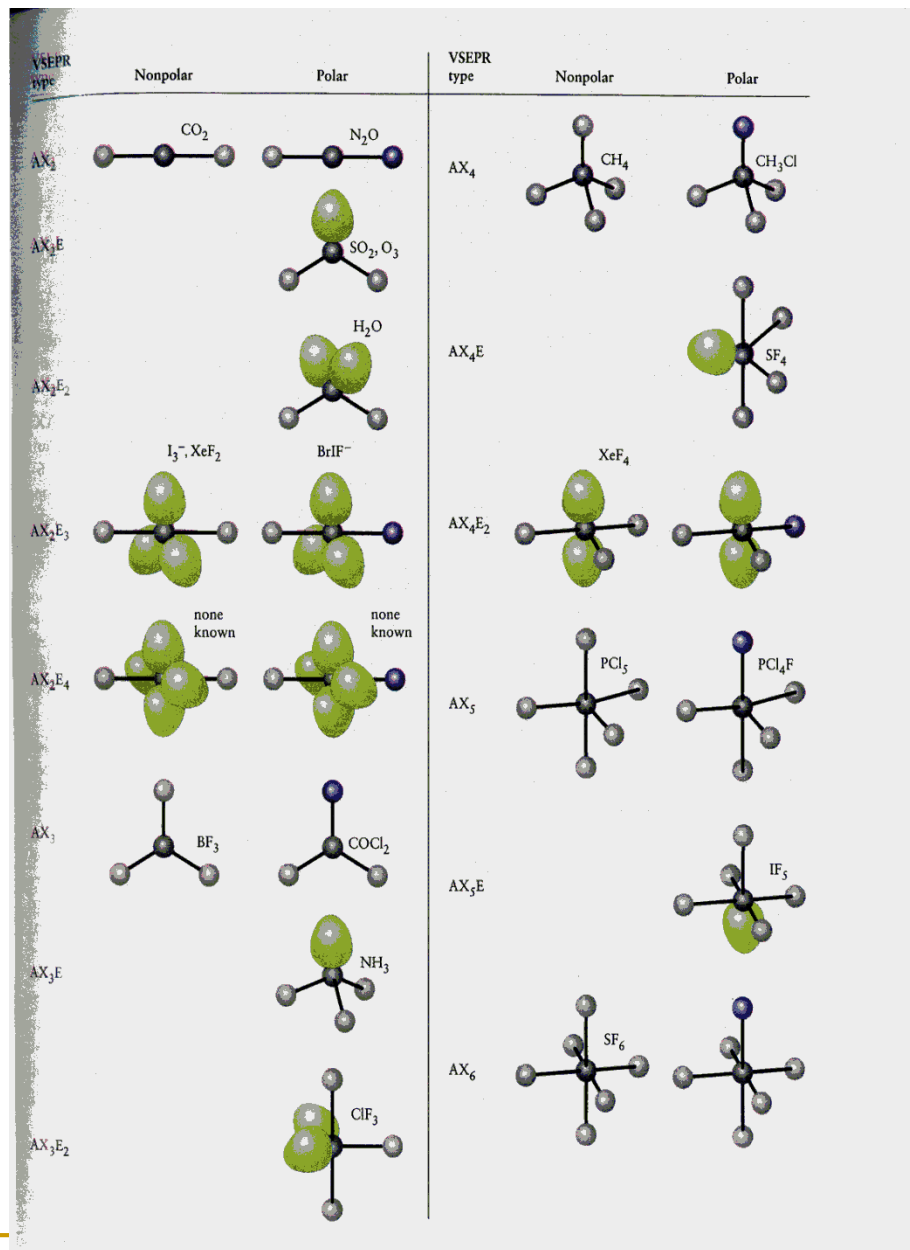 VSEPR
type
Nonpolar
Polar
AX₂
CO₂
N₂O
AX₂E
SO₂, O₃
AX₂E₂
H₂O
AX₂E₃
I₃⁻, XeF₂
BrIF⁻
AX₂E₄
none
known
none
known
AX₃
BF₃
COCl₂
AX₃E
NH₃
AX₃E₂
ClF₃
VSEPR
type
Nonpolar
Polar
AX₄
CH₄
CH₃Cl
AX₄E
SF₄
AX₄E₂
XeF₄
AX₅
PCl₅
PCl₄F
AX₅E
IF₅
AX₆
SF₆